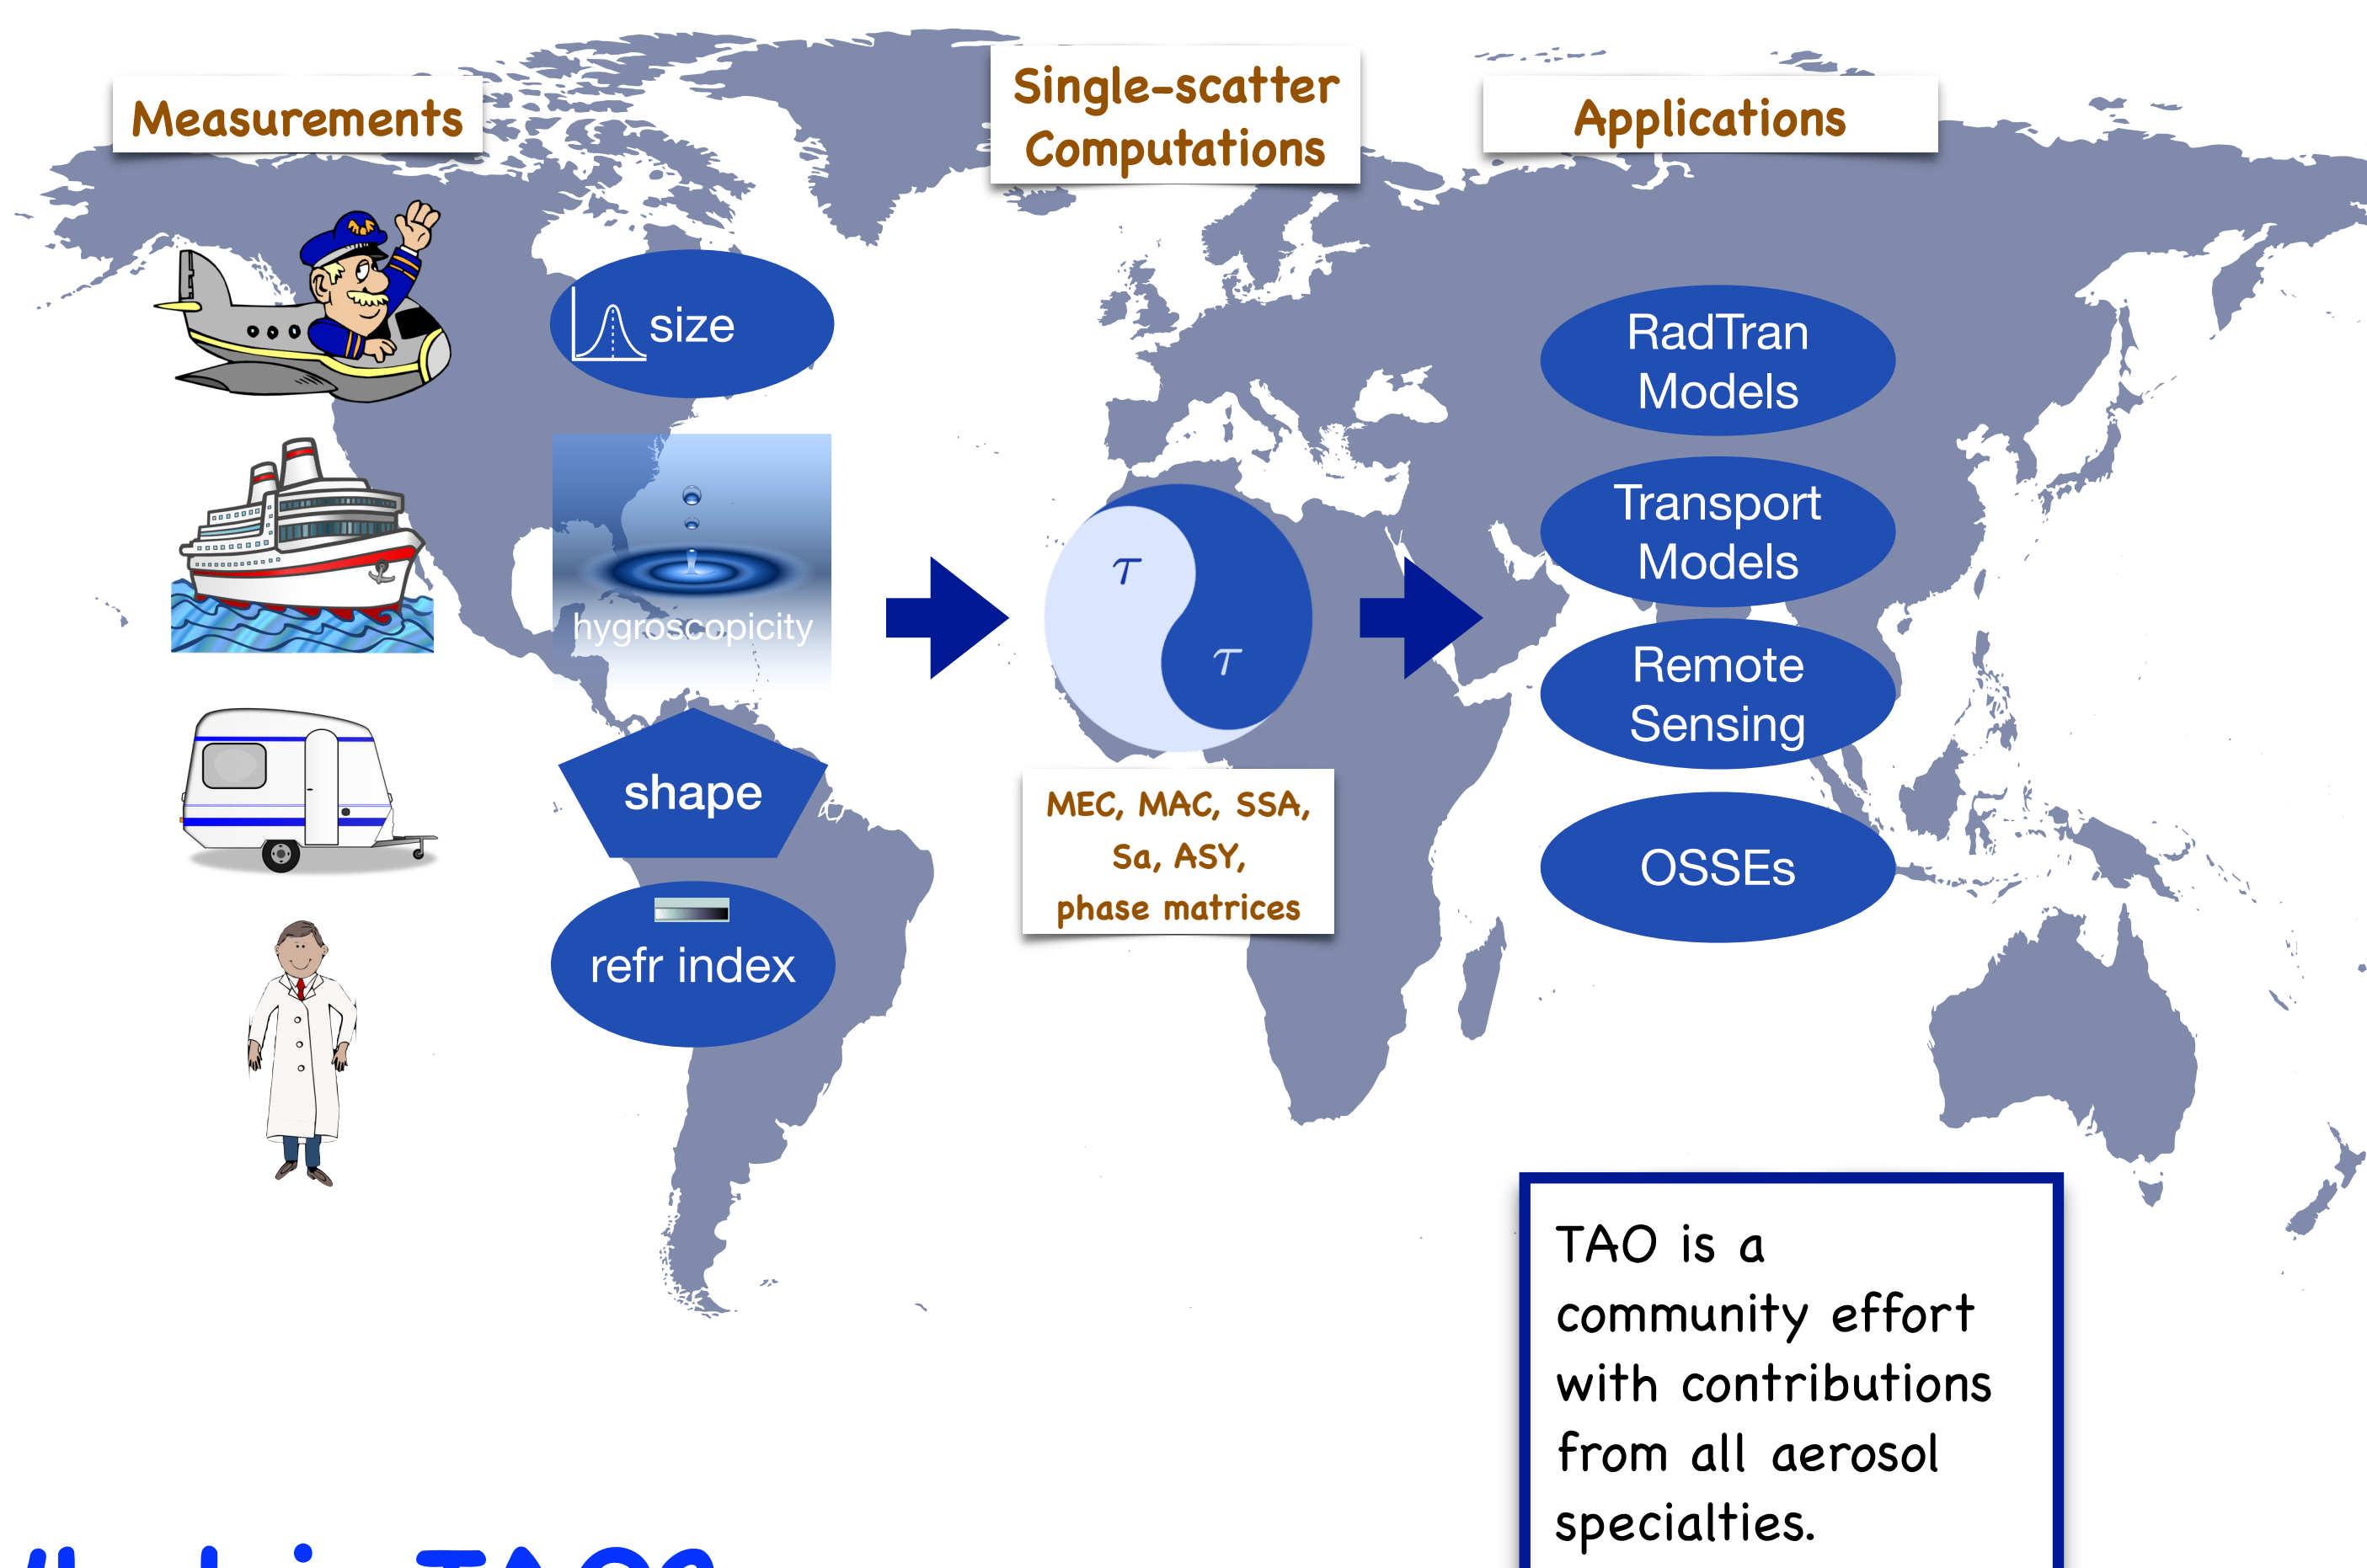 Measurements
Single-scatter
Computations
Applications
size
hygroscopicity
shape
refr index
τ
τ
MEC, MAC, SSA,
Sa, ASY,
phase matrices
RadTran
Models
Transport
Models
Remote
Sensing
OSSEs
TAO is a
community effort
with contributions
from all aerosol
specialties.